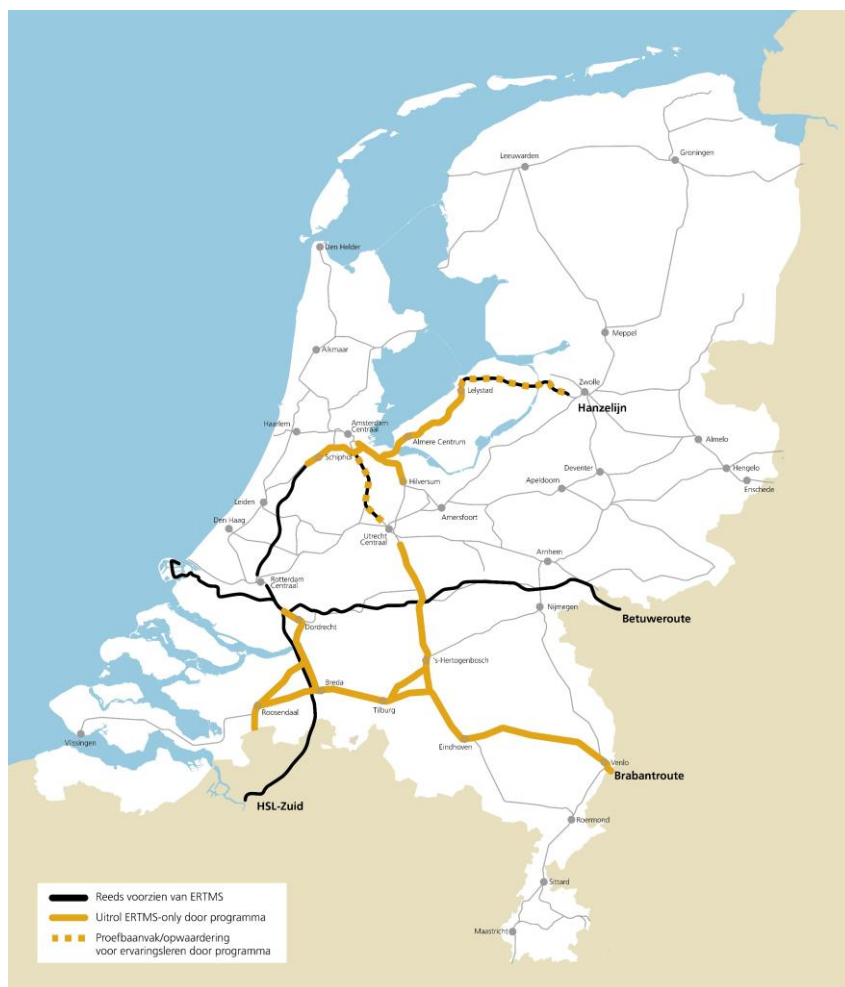 Leeuwarden
Groningen
Den Helder
Meppel
Alkmaar
Zwolle
Lelystad
Hanzelijn
Haarlem
Amsterdam
Centraal
Almere Centrum
Almelo
Schiphol
Deventer
Hengelo
Hilversum
Apeldoorn
Enschede
Leiden
Amersfoort
Den Haag
Utrecht
Centraal
Arnhem
Rotterdam
Centraal
Nijmegen
Betuweroute
Dordrecht
's-Hertogenbosch
Breda
Roosendaal
Tilburg
Vlissingen
Eindhoven
Venlo
Brabantroute
HSL-Zuid
Roermond
Sittard
Maastricht
Reeds voorzien van ERTMS
Uitrol ERTMS-only door programma
Proefbaanvak/opwaardering
voor ervaringsleren door programma